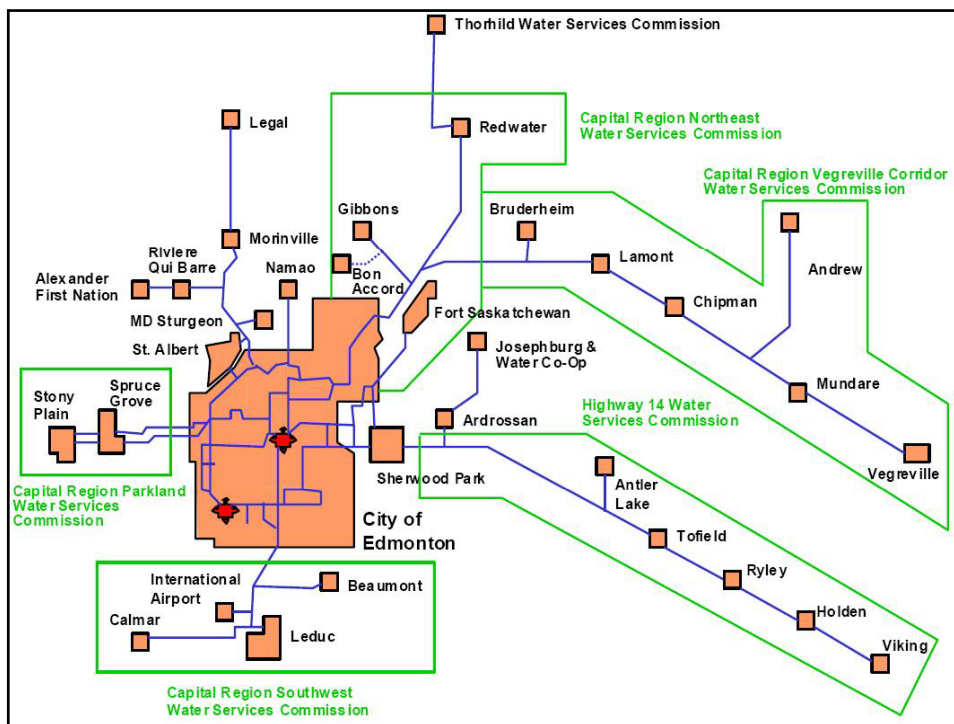 Thorhild Water Services Commission
Legal
Redwater
Capital Region Northeast
Water Services Commission
Capital Region Vegreville Corridor
Water Services Commission
Gibbons
Bruderheim
Morinville
Riviere
Qui Barre
Namao
Bon
Accord
Lamont
Andrew
Alexander
First Nation
Chipman
MD Sturgeon
Fort Saskatchewan
St. Albert
Josephburg &
Water Co-Op
Spruce
Grove
Stony
Plain
Mundare
Highway 14 Water
Services Commission
Ardrossan
Sherwood Park
Vegreville
Antler
Lake
Capital Region Parkland
Water Services
Commission
City of
Edmonton
Tofield
International
Airport
Beaumont
Ryley
Calmar
Leduc
Holden
Viking
Capital Region Southwest
Water Services Commission